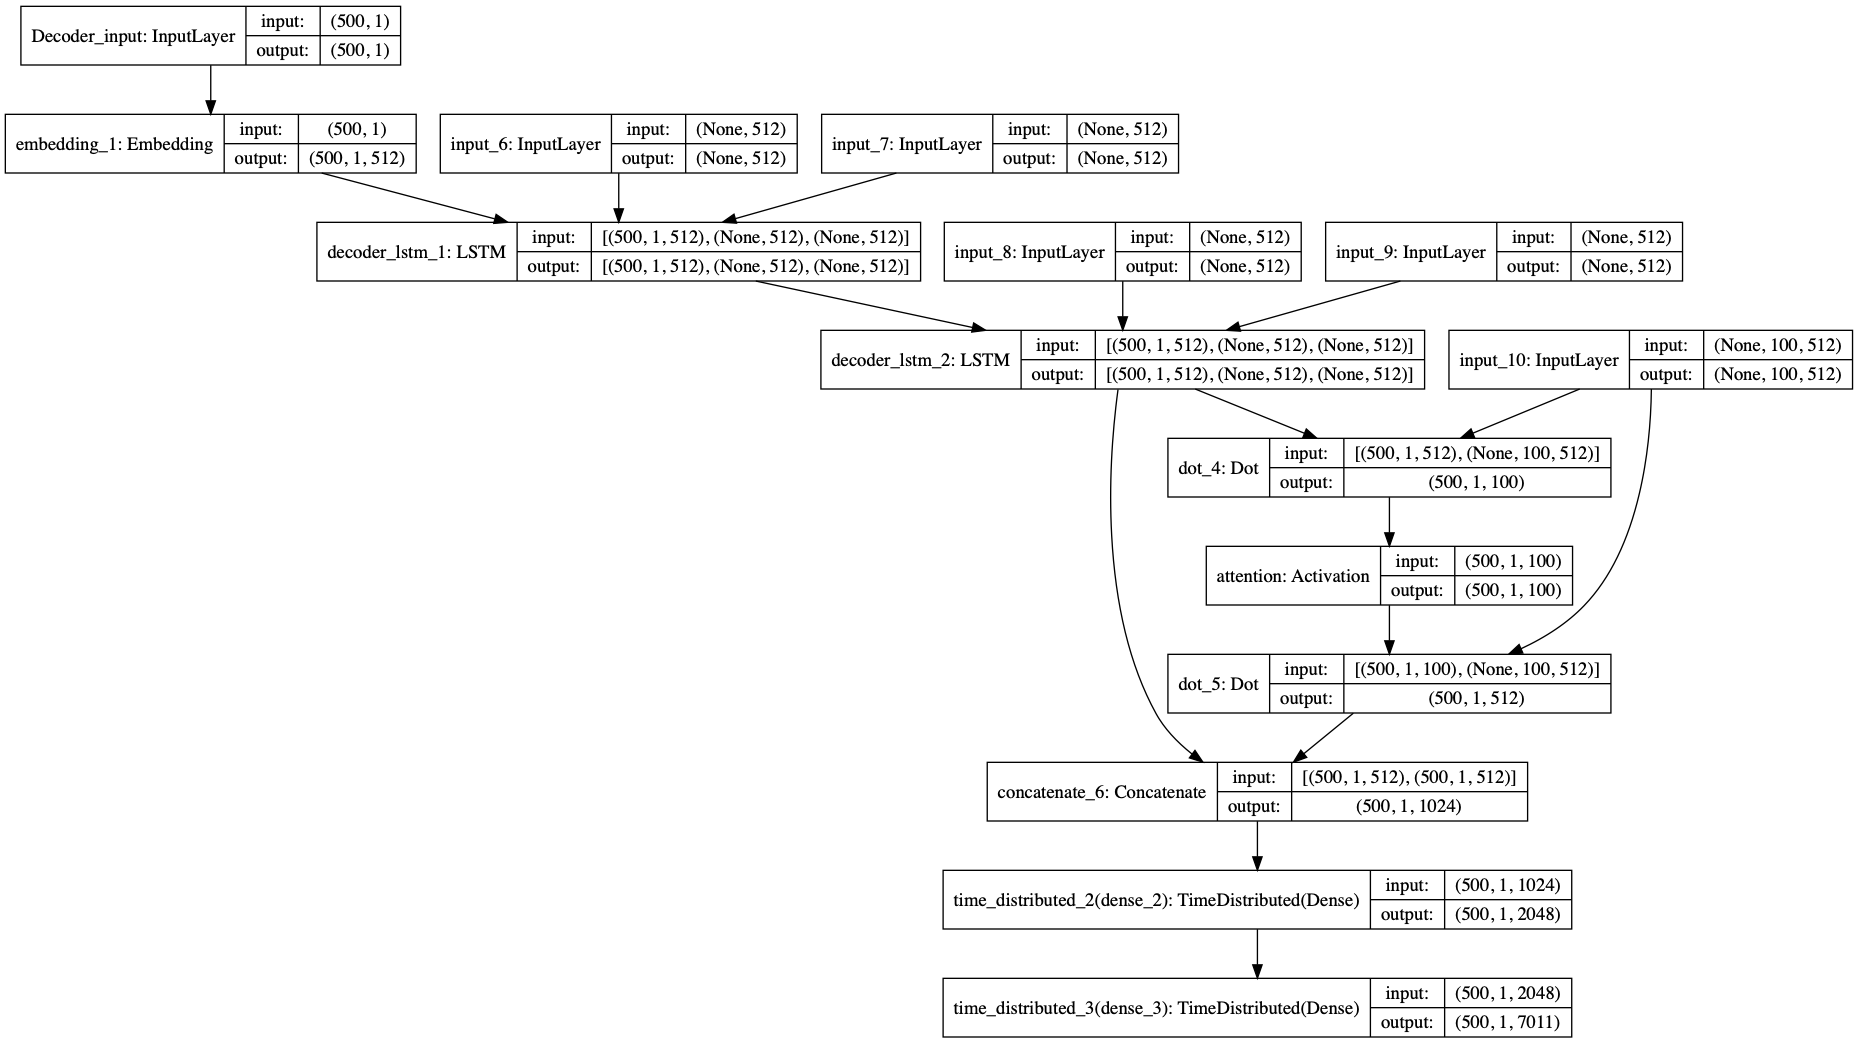 Decoder_input: InputLayer
input: (500, 1)
output: (500, 1)
embedding_1: Embedding
input: (500, 1)
output: (500, 1, 512)
input_6: InputLayer
input: (None, 512)
output: (None, 512)
input_7: InputLayer
input: (None, 512)
output: (None, 512)
decoder_lstm_1: LSTM
input: [(500, 1, 512), (None, 512), (None, 512)]
output: [(500, 1, 512), (None, 512), (None, 512)]
input_8: InputLayer
input: (None, 512)
output: (None, 512)
input_9: InputLayer
input: (None, 512)
output: (None, 512)
decoder_lstm_2: LSTM
input: [(500, 1, 512), (None, 512), (None, 512)]
output: [(500, 1, 512), (None, 512), (None, 512)]
input_10: InputLayer
input: (None, 100, 512)
output: (None, 100, 512)
dot_4: Dot
input: [(500, 1, 512), (None, 100, 512)]
output: (500, 1, 100)
attention: Activation
input: (500, 1, 100)
output: (500, 1, 100)
dot_5: Dot
input: [(500, 1, 100), (None, 100, 512)]
output: (500, 1, 512)
concatenate_6: Concatenate
input: [(500, 1, 512), (500, 1, 512)]
output: (500, 1, 1024)
time_distributed_2(dense_2): TimeDistributed(Dense)
input: (500, 1, 1024)
output: (500, 1, 2048)
time_distributed_3(dense_3): TimeDistributed(Dense)
input: (500, 1, 2048)
output: (500, 1, 7011)